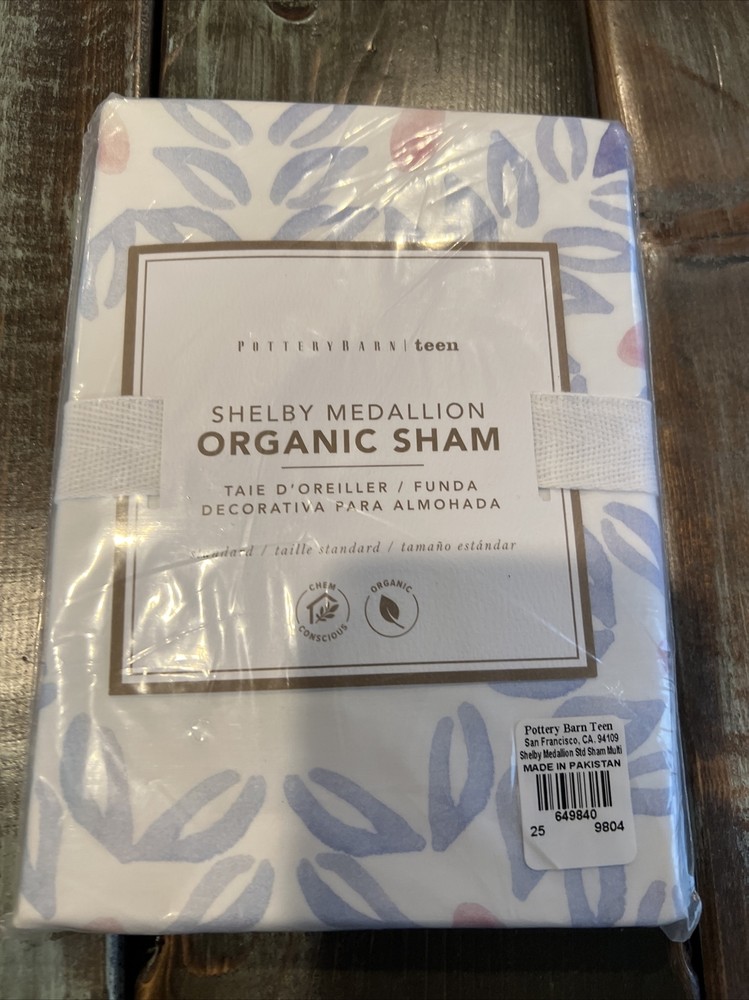 POTTERYBARN | teen
SHELBY MEDALLION
ORGANIC SHAM
TAIE D'OREILLER / FUNDA
DECORATIVA PARA ALMOHADA
standard / taille standard / tamaño estándar
CHEM CONSCIOUS
ORGANIC
Pottery Barn Teen
San Francisco, CA. 94109
Shelby Medallion Std Sham Multi
MADE IN PAKISTAN
649840
25 9804